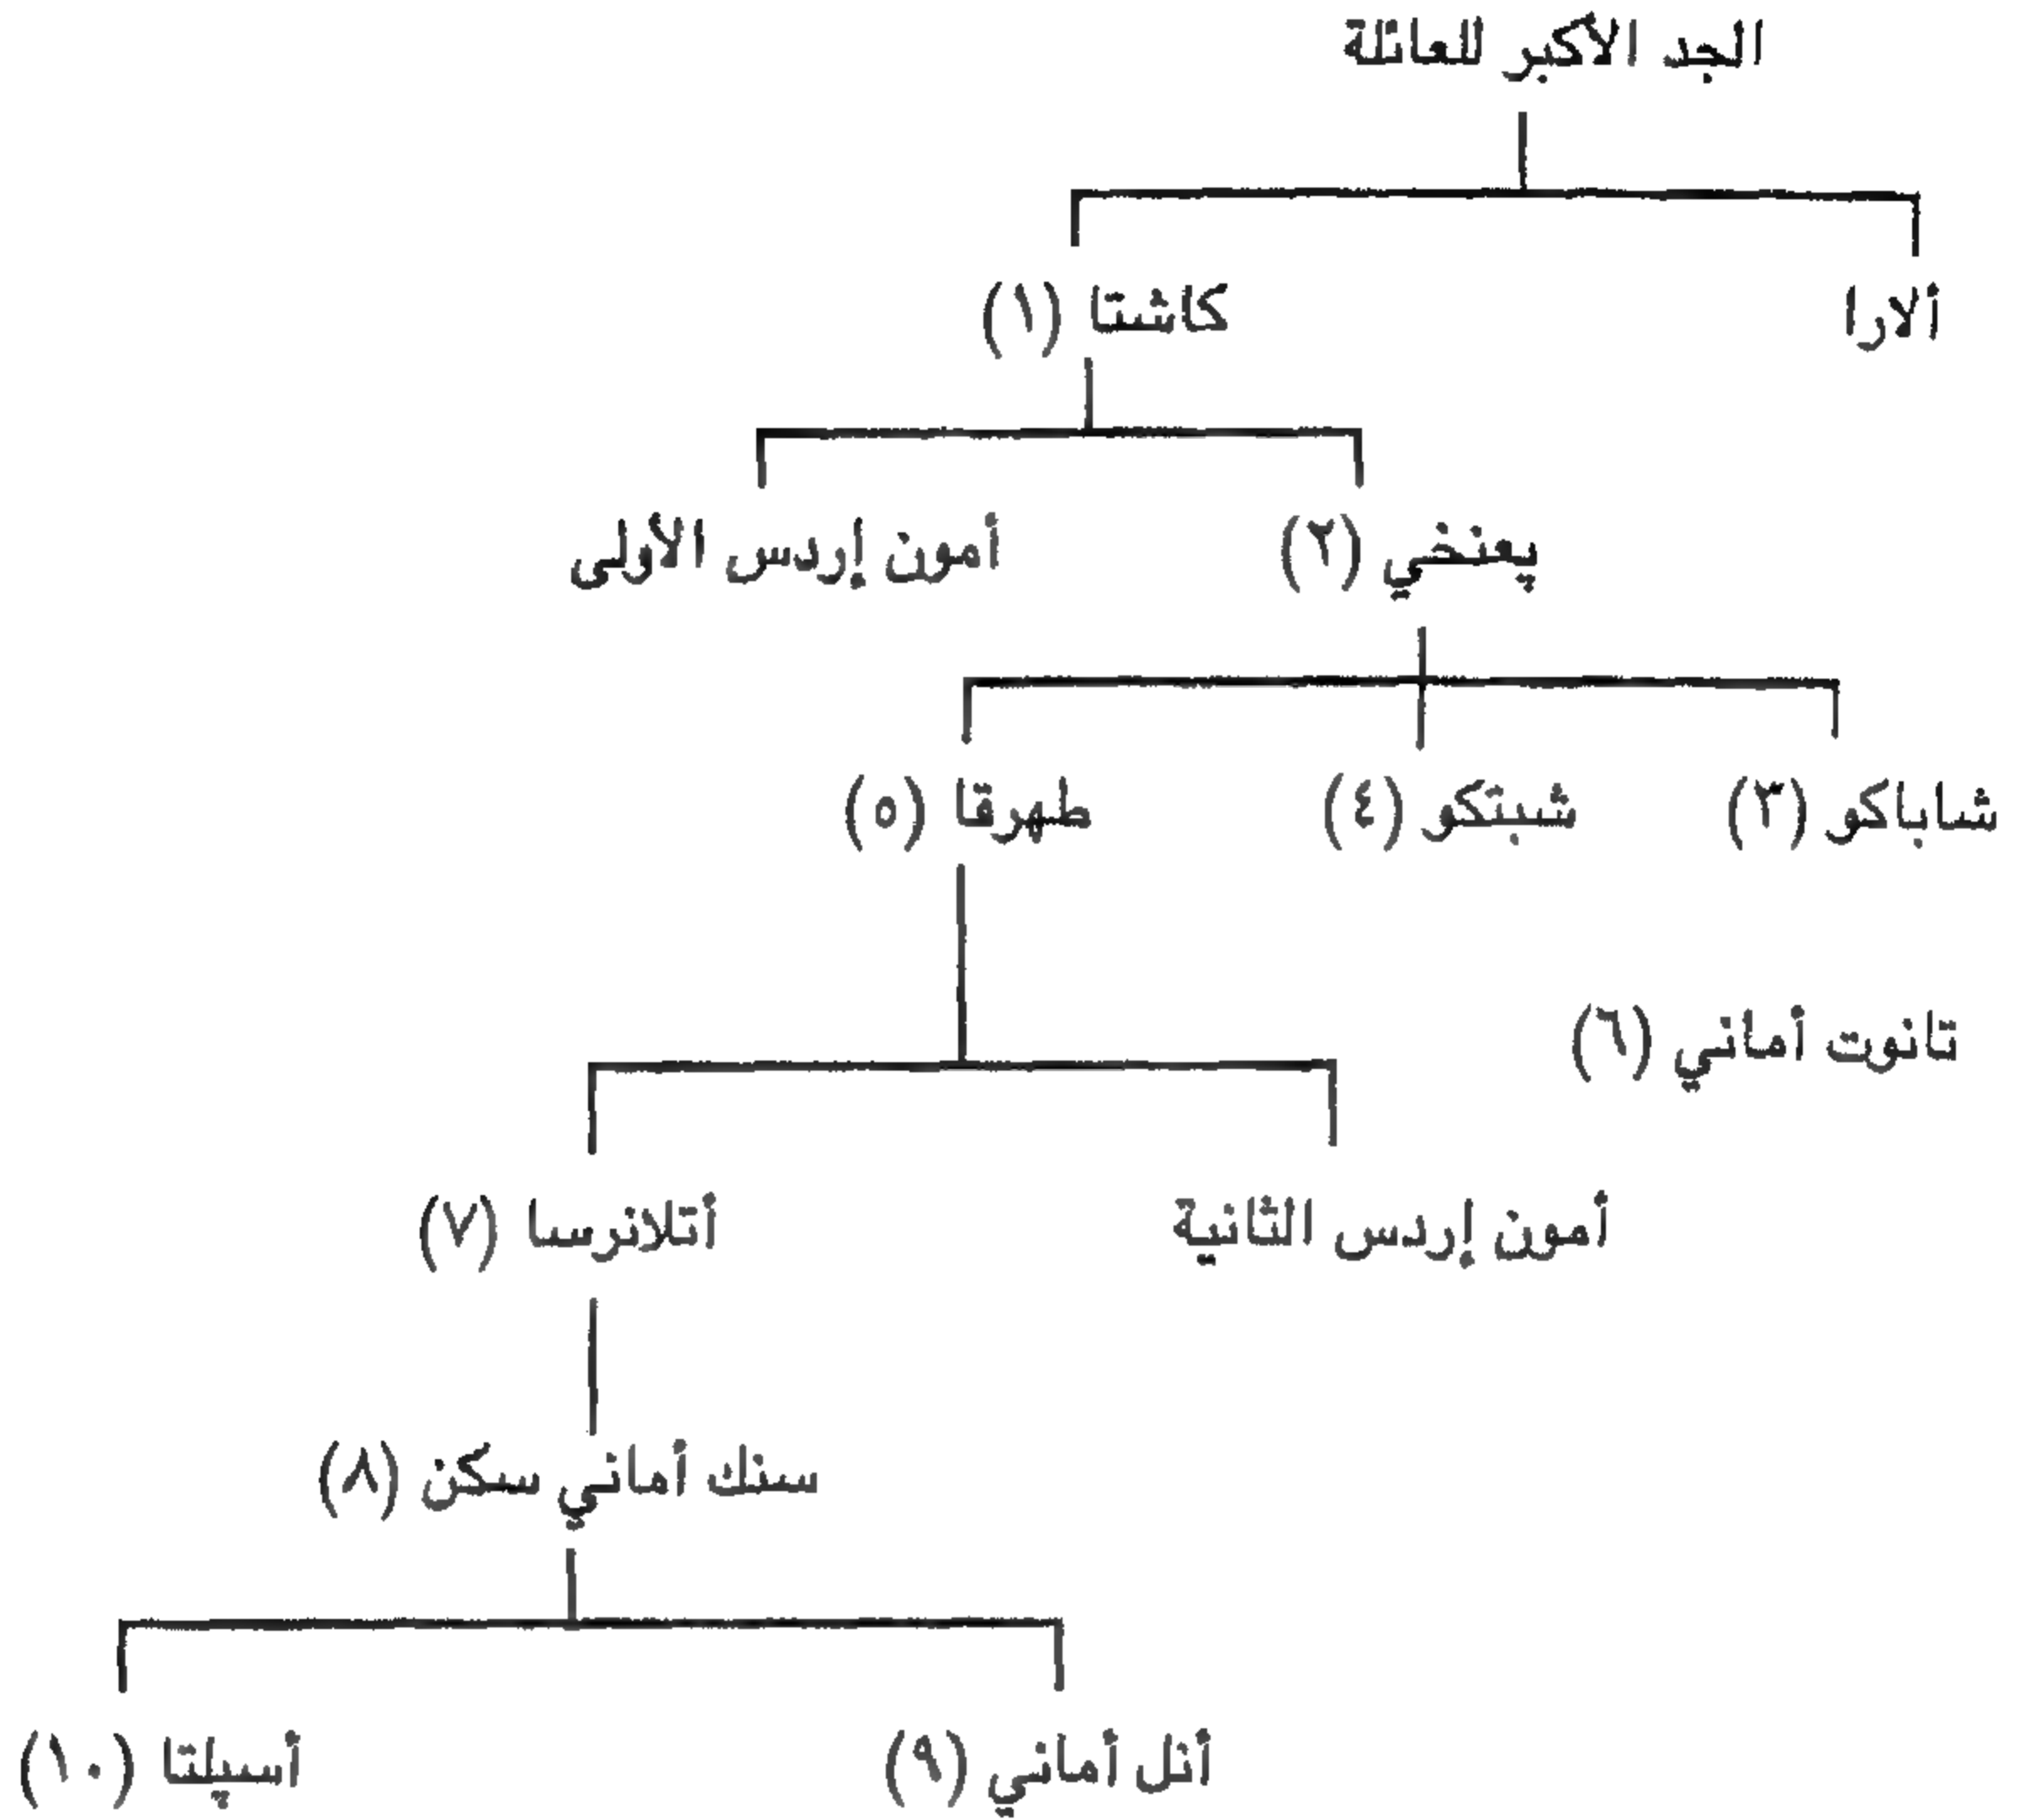 الجد الأكبر للعائلة
ألارا
كاشتا (١)
پعنخي (٢)
أمون إردس الأولى
شاباكو (٣)
شبتكو (٤)
طهرقا (٥)
تانوت أماني (٦)
أمون إردس الثانية
أتلانرسا (٧)
سنك أماني سكن (٨)
أنل أماني (٩)
أسپلتا (١٠)